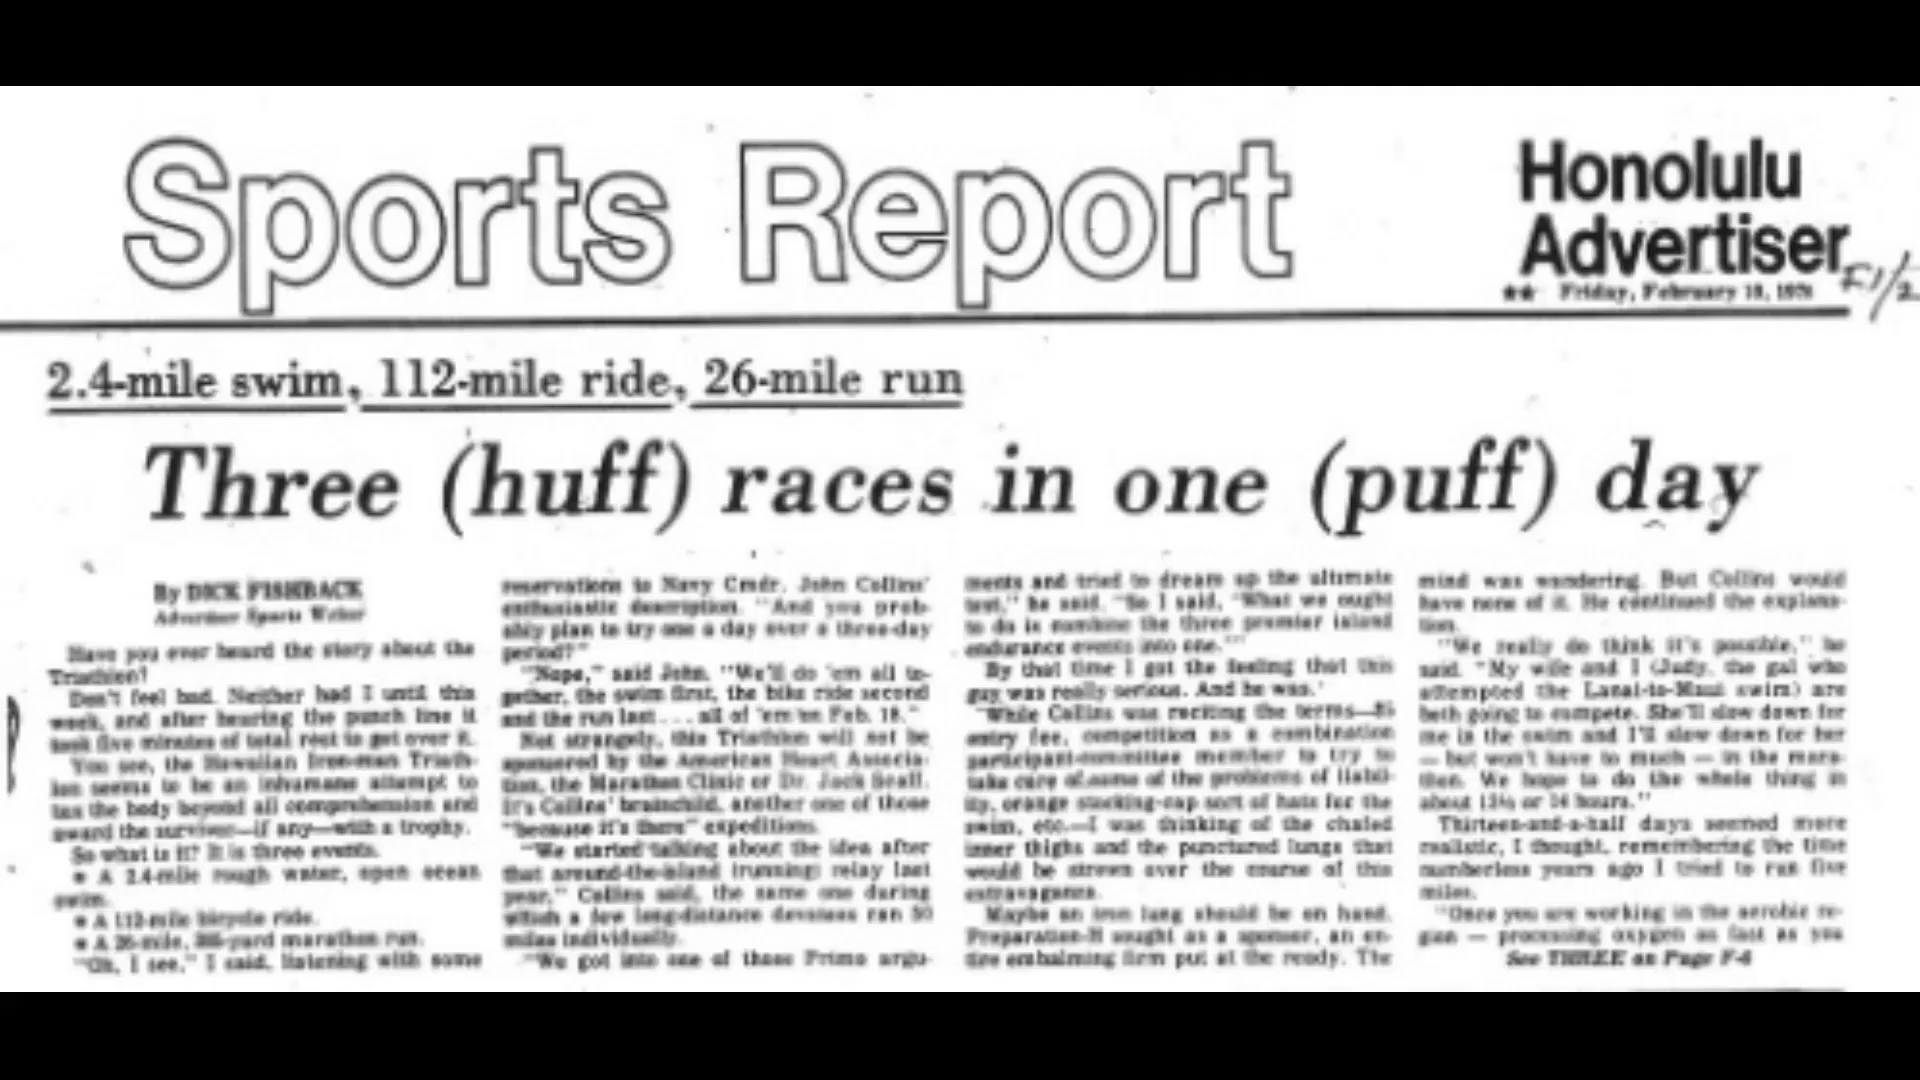 Sports Report
Honolulu
Advertiser
★★ Friday, February 10, 1978
F1/2
2.4-mile swim, 112-mile ride, 26-mile run
Three (huff) races in one (puff) day
By DICK FISHBACK
Advertiser Sports Writer
Have you ever heard the story about the
Triathlon?
Don't feel bad. Neither had I until this
week, and after hearing the punch line it
took five minutes of total rest to get over it.
You see, the Hawaiian Iron-man Triath-
lon seems to be an inhumane attempt to
tax the body beyond all comprehension and
award the survivor—if any—with a trophy.
So what is it? It is three events.
• A 2.4-mile rough water, open ocean
swim.
• A 112-mile bicycle ride.
• A 26-mile, 385-yard marathon run.
"Oh, I see," I said, listening with some
reservations to Navy Cmdr. John Collins'
enthusiastic description. "And you prob-
ably plan to try one a day over a three-day
period?"
"Nope," said John. "We'll do 'em all to-
gether, the swim first, the bike ride second
and the run last . . . all of 'em on Feb. 18."
Not strangely, this Triathlon will not be
sponsored by the American Heart Associa-
tion, the Marathon Clinic or Dr. Jack Scaff.
It's Collins' brainchild, another one of those
"because it's there" expeditions.
"We started talking about the idea after
that around-the-island (running) relay last
year," Collins said, the same one during
which a few long-distance devotees ran 50
miles individually.
"We got into one of those Primo argu-
ments and tried to dream up the ultimate
test," he said. "So I said, 'What we ought
to do is combine the three premier island
endurance events into one.'"
By that time I got the feeling that this
guy was really serious. And he was.
While Collins was reciting the terms—$5
entry fee, competition as a combination
participant-committee member to try to
take care of some of the problems of liabil-
ity, orange stocking-cap sort of hats for the
swim, etc.—I was thinking of the chafed
inner thighs and the punctured lungs that
would be strewn over the course of this
extravaganza.
Maybe an iron lung should be on hand,
Preparation-H sought as a sponsor, an en-
tire embalming firm put at the ready. The
mind was wandering. But Collins would
have none of it. He continued the explana-
tion.
"We really do think it's possible," he
said. "My wife and I (Judy, the gal who
attempted the Lanai-to-Maui swim) are
both going to compete. She'll slow down for
me in the swim and I'll slow down for her
— but won't have to much — in the mara-
thon. We hope to do the whole thing in
about 13½ or 14 hours."
Thirteen-and-a-half days seemed more
realistic, I thought, remembering the time
numberless years ago I tried to run five
miles.
"Once you are working in the aerobic re-
gion — processing oxygen as fast as you
See THREE on Page F-4